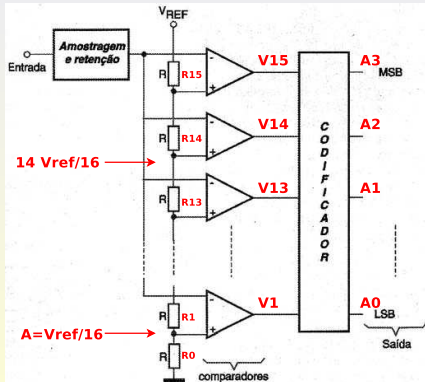 VREF
Amostragem
e retenção
Entrada
R R15
-
+
V15
A3
MSB
R R14
-
+
V14
A2
14 Vref/16
R R13
-
+
V13
A1
CODIFICADOR
R R1
-
+
V1
A0
LSB
A=Vref/16
R R0
Saída
comparadores